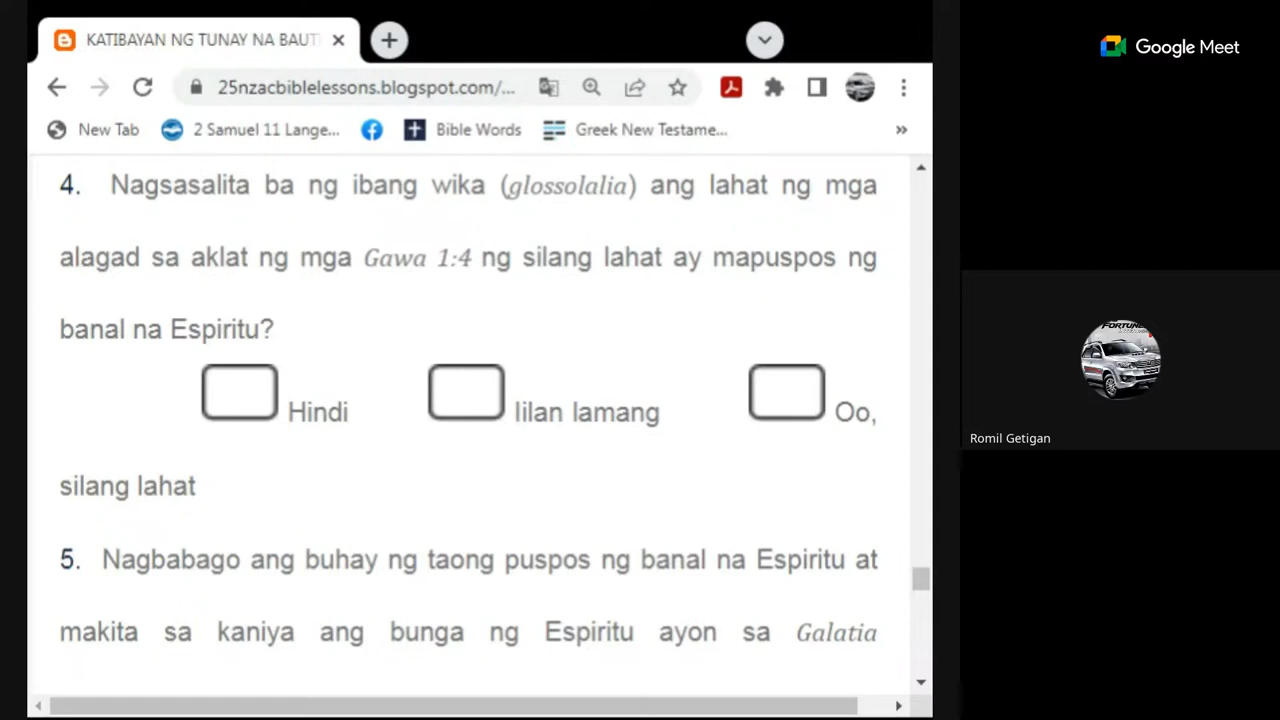 KATIBAYAN NG TUNAY NA BAUT
Google Meet
25nzacbiblelessons.blogspot.com/...
New Tab
2 Samuel 11 Lange...
Bible Words
Greek New Testame...
»
4. Nagsasalita ba ng ibang wika (glossolalia) ang lahat ng mga
alagad sa aklat ng mga Gawa 1:4 ng silang lahat ay mapuspos ng
banal na Espiritu?
Hindi
Iilan lamang
Oo,
silang lahat
5. Nagbabago ang buhay ng taong puspos ng banal na Espiritu at
makita sa kaniya ang bunga ng Espiritu ayon sa Galatia
FORTUNER
Romil Getigan